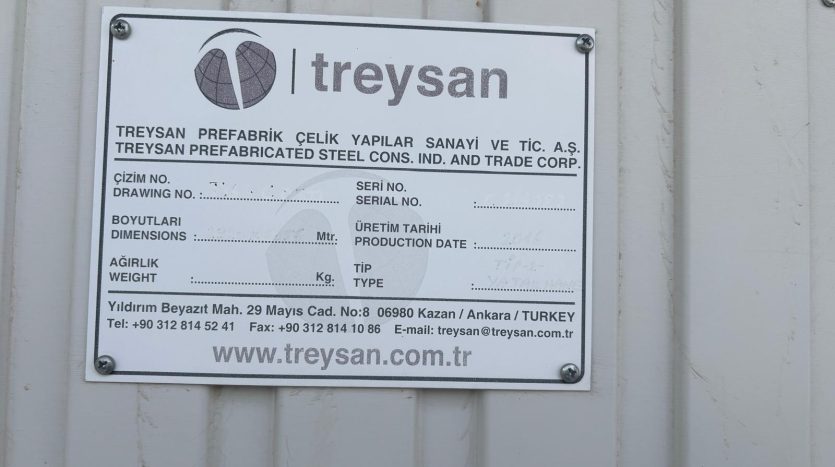 treysan
TREYSAN PREFABRİK ÇELİK YAPILAR SANAYİ VE TİC. A.Ş.
TREYSAN PREFABRICATED STEEL CONS. IND. AND TRADE CORP.
ÇİZİM NO.
DRAWING NO. :
SERİ NO.
SERIAL NO. :
BOYUTLARI
DIMENSIONS : Mtr.
ÜRETİM TARİHİ
PRODUCTION DATE :
AĞIRLIK
WEIGHT : Kg.
TİP
TYPE :
Yıldırım Beyazıt Mah. 29 Mayıs Cad. No:8 06980 Kazan / Ankara / TURKEY
Tel: +90 312 814 52 41 Fax: +90 312 814 10 86 E-mail: treysan@treysan.com.tr
www.treysan.com.tr